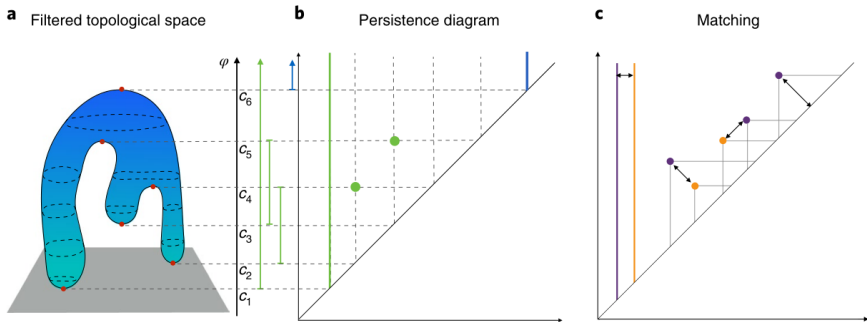 a Filtered topological space
b Persistence diagram
c Matching
φ
c6
c5
c4
c3
c2
c1